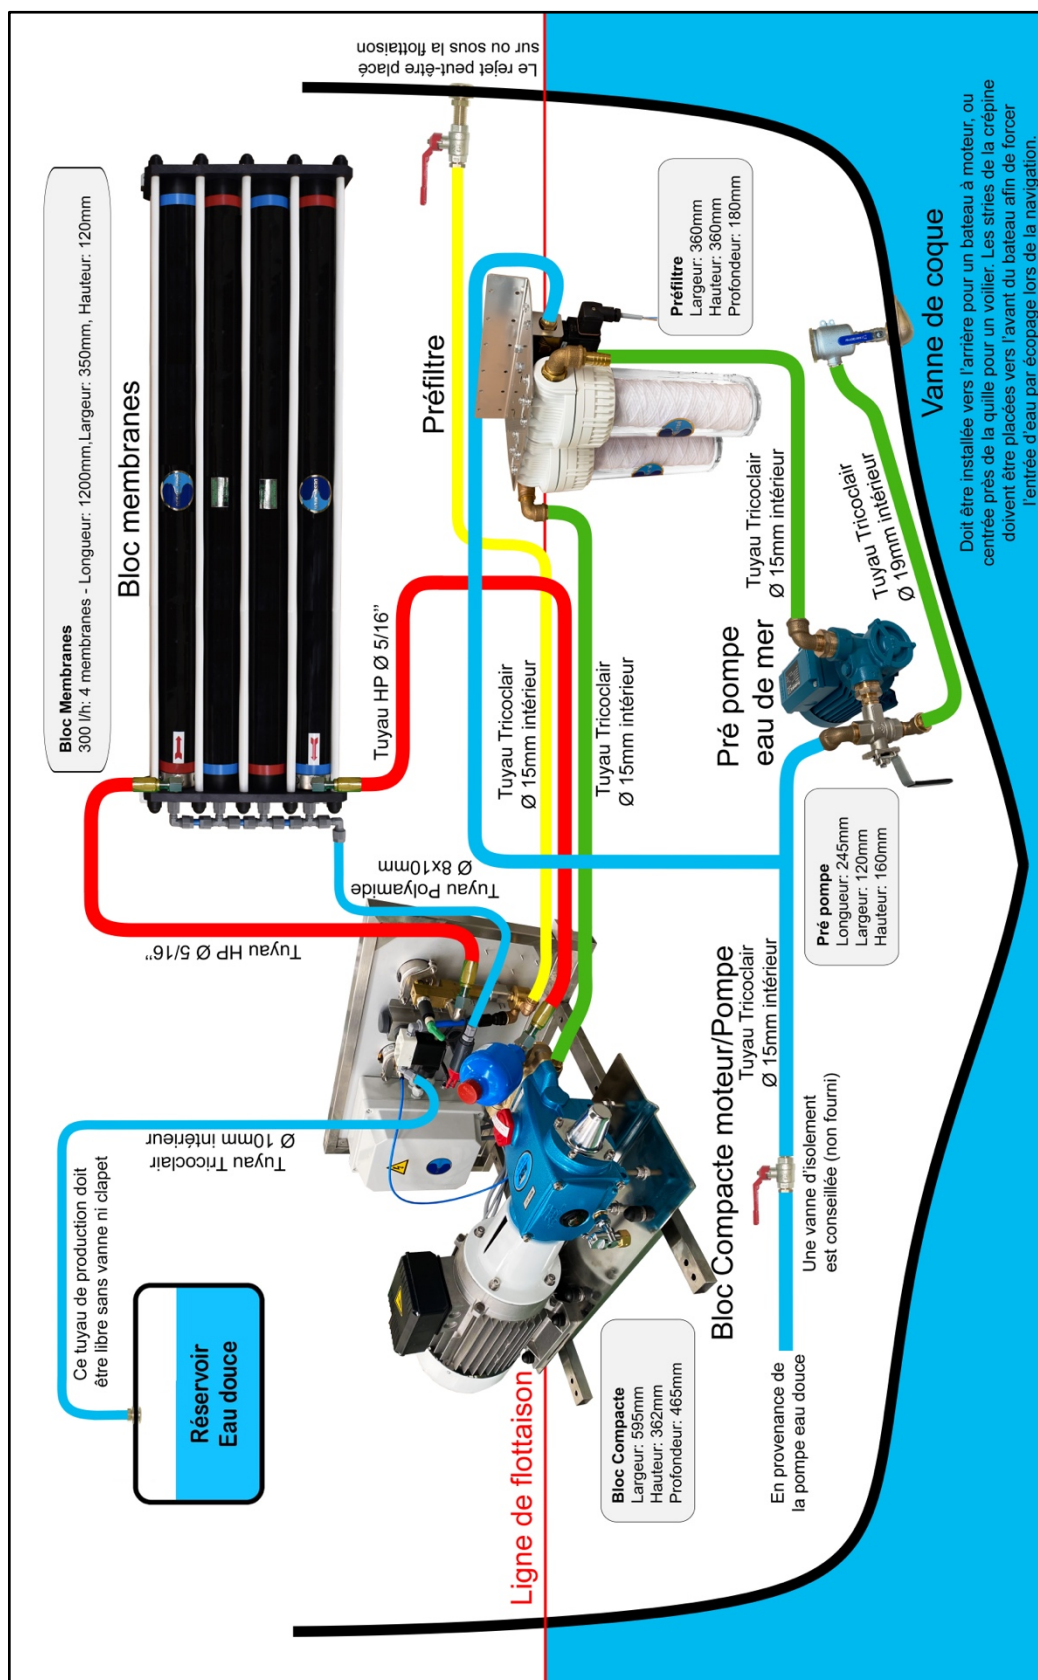 Bloc Membranes
300 l/h: 4 membranes - Longueur: 1200mm,Largeur: 350mm, Hauteur: 120mm
Bloc membranes
Le rejet peut-être placé
sur ou sous la flottaison
Tuyau HP Ø 5/16”
Tuyau HP Ø 5/16”
Tuyau Polyamide
Ø 8x10mm
Préfiltre
Préfiltre
Largeur: 360mm
Hauteur: 360mm
Profondeur: 180mm
Ce tuyau de production doit
être libre sans vanne ni clapet
Tuyau Tricoclair
Ø 10mm intérieur
Réservoir
Eau douce
Tuyau Tricoclair
Ø 15mm intérieur
Tuyau Tricoclair
Ø 15mm intérieur
Tuyau Tricoclair
Ø 15mm intérieur
Tuyau Tricoclair
Ø 19mm intérieur
Ligne de flottaison
Bloc Compacte
Largeur: 595mm
Hauteur: 362mm
Profondeur: 465mm
Bloc Compacte moteur/Pompe
Tuyau Tricoclair
Ø 15mm intérieur
Pré pompe
eau de mer
Pré pompe
Longueur: 245mm
Largeur: 120mm
Hauteur: 160mm
En provenance de
la pompe eau douce
Une vanne d'isolement
est conseillée (non fourni)
Vanne de coque
Doit être installée vers l'arrière pour un bateau à moteur, ou
centrée près de la quille pour un voilier. Les stries de la crépine
doivent être placées vers l'avant du bateau afin de forcer
l'entrée d'eau par écopage lors de la navigation.